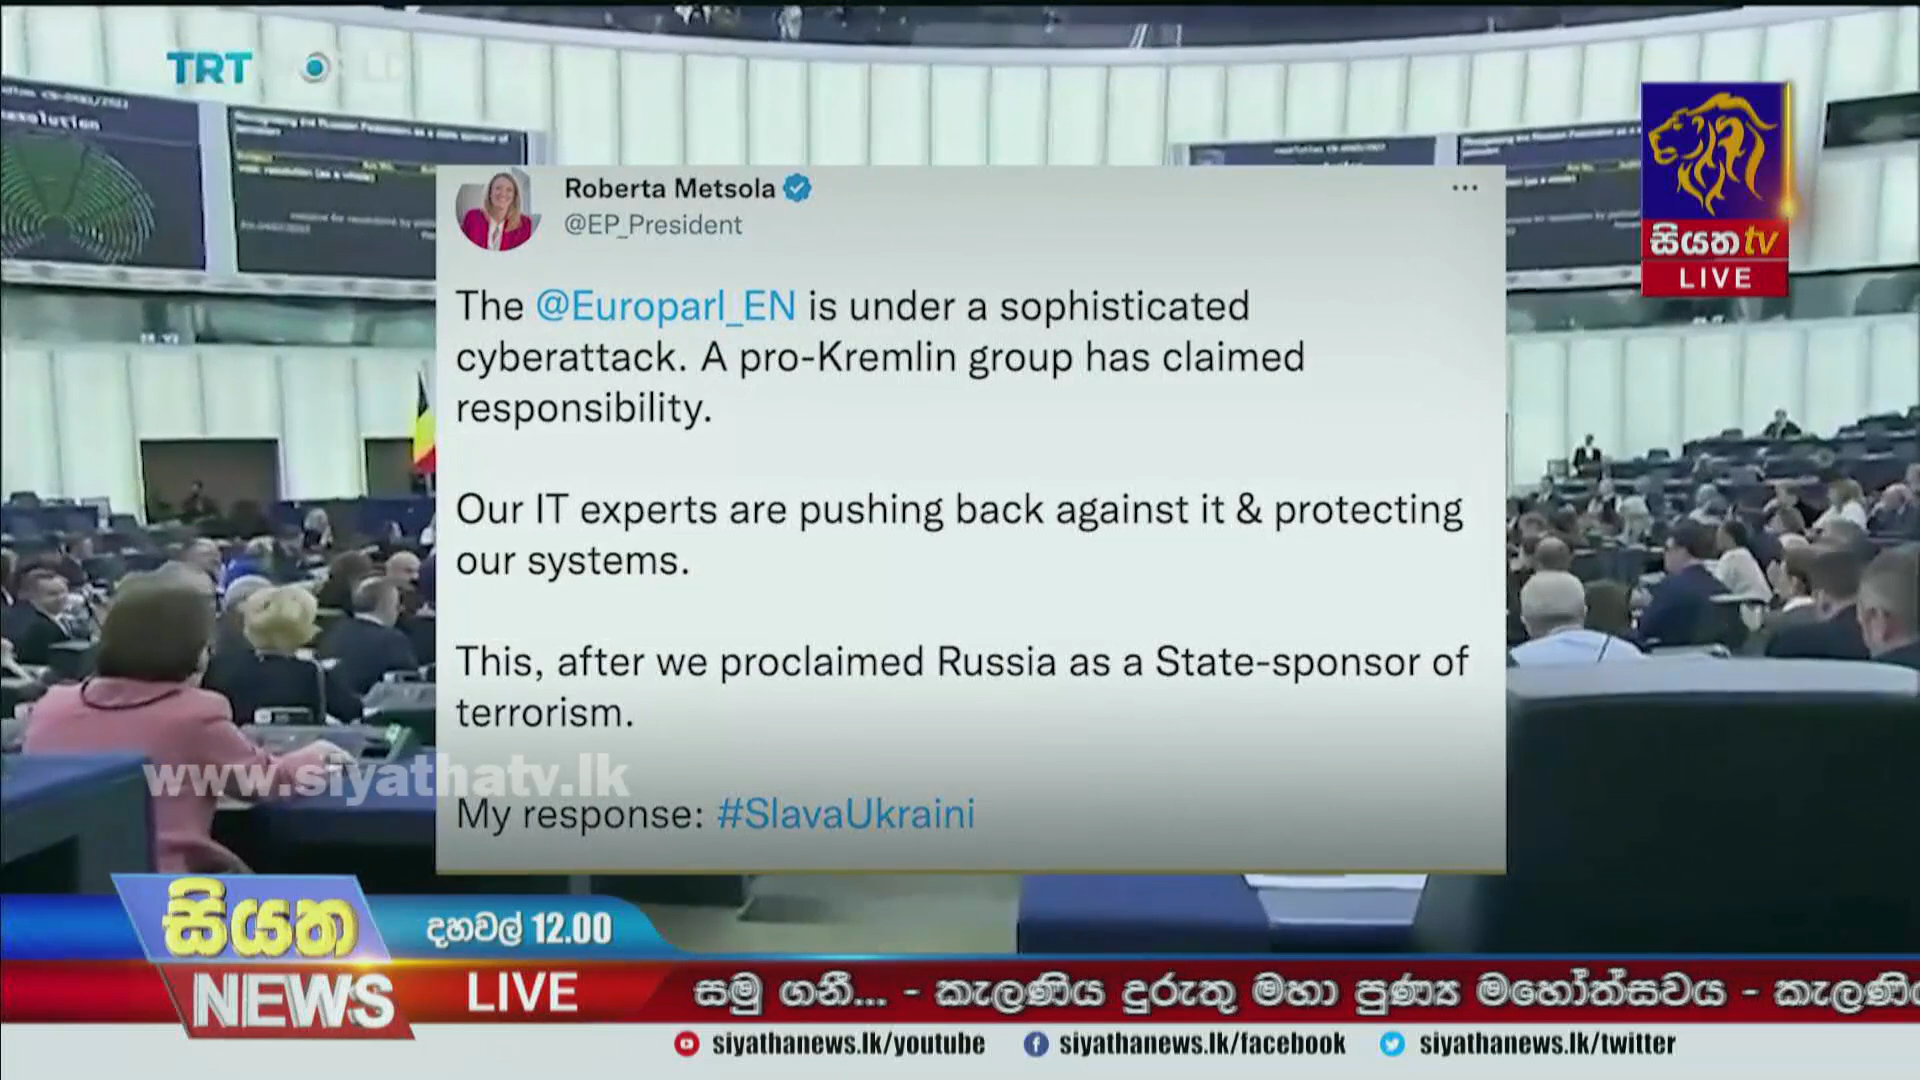 TRT
Roberta Metsola
@EP_President
The @Europarl_EN is under a sophisticated
cyberattack. A pro-Kremlin group has claimed
responsibility.
Our IT experts are pushing back against it & protecting
our systems.
This, after we proclaimed Russia as a State-sponsor of
terrorism.
My response: #SlavaUkraini
සියත tv
LIVE
www.siyathatv.lk
සියත
NEWS
දහවල් 12.00
LIVE
සමු ගනී... - කැලණිය දුරුතු මහා පුණ්‍ය මහෝත්සවය - කැලණි
siyathanews.lk/youtube
siyathanews.lk/facebook
siyathanews.lk/twitter